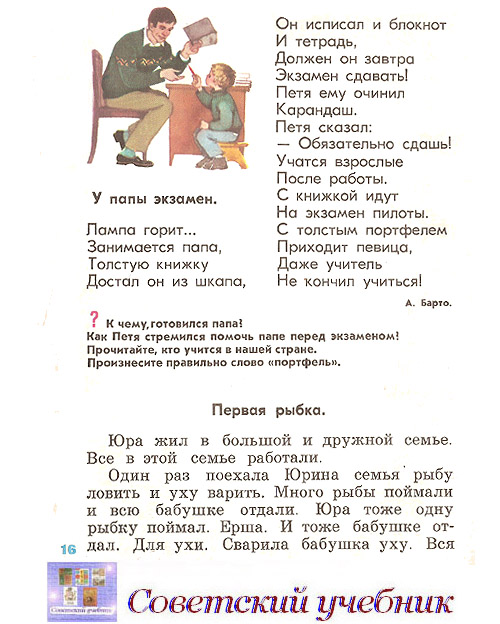 У папы экзамен.
Лампа горит...
Занимается папа,
Толстую книжку
Достал он из шкапа,
Он исписал и блокнот
И тетрадь,
Должен он завтра
Экзамен сдавать!
Петя ему очинил
Карандаш.
Петя сказал:
— Обязательно сдашь!
Учатся взрослые
После работы.
С книжкой идут
На экзамен пилоты.
С толстым портфелем
Приходит певица,
Даже учитель
Не кончил учиться!
А. Барто.
? К чему, готовился папа?
Как Петя стремился помочь папе перед экзаменом?
Прочитайте, кто учится в нашей стране.
Произнесите правильно слово «портфель».
Первая рыбка.
Юра жил в большой и дружной семье.
Все в этой семье работали.
Один раз поехала Юрина семья рыбу
ловить и уху варить. Много рыбы поймали
и всю бабушке отдали. Юра тоже одну
рыбку поймал. Ерша. И тоже бабушке от-
дал. Для ухи. Сварила бабушка уху. Вся
16
Советский учебник
Советский учебник